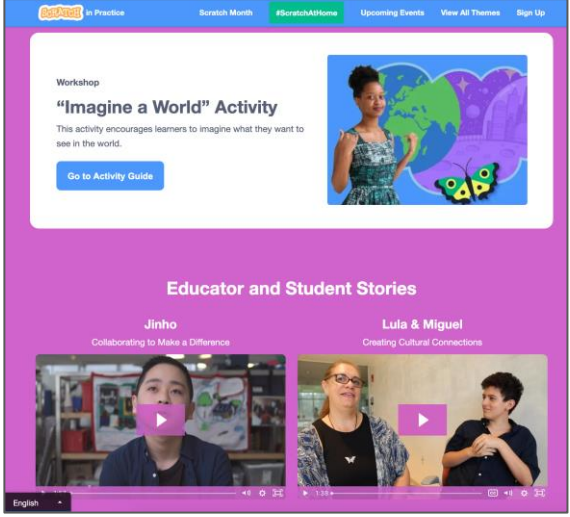 SCRATCH in Practice Scratch Month #ScratchAtHome Upcoming Events View All Themes Sign Up
Workshop
“Imagine a World” Activity
This activity encourages learners to imagine what they want to
see in the world.
Go to Activity Guide
Educator and Student Stories
Jinho
Collaborating to Make a Difference
Lula & Miguel
Creating Cultural Connections
1:38
English